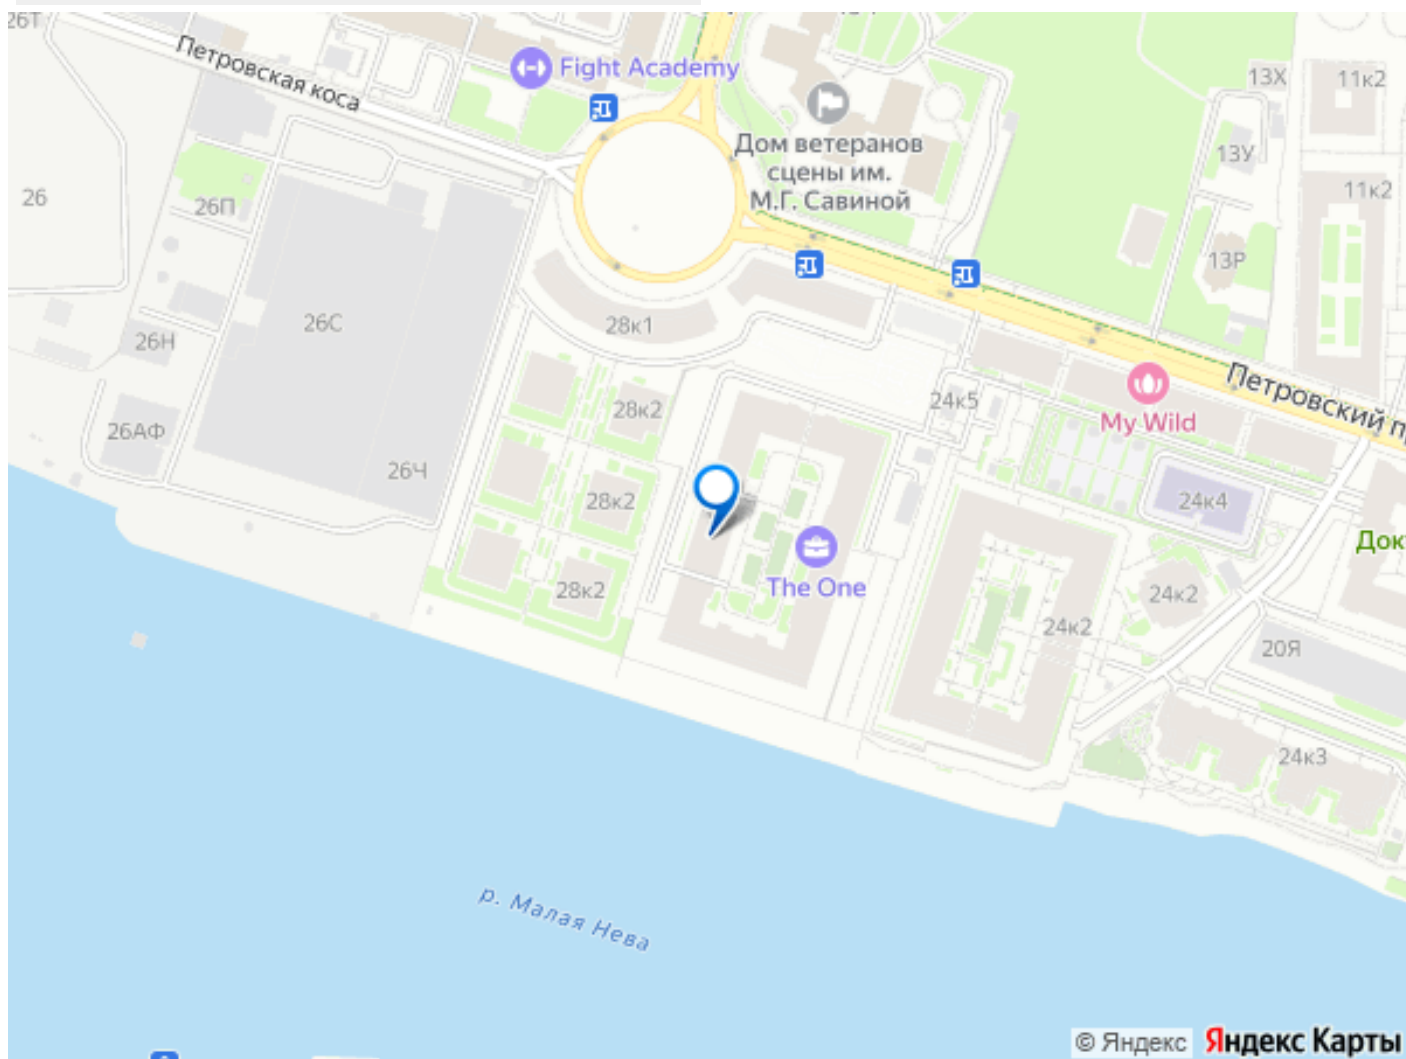 26Т
Петровская коса
Fight Academy
Дом ветеранов
сцены им.
М.Г. Савиной
13Х
11к2
13У
11к2
26
26П
13Р
26С
28к1
26Н
Петровский п
28к2
24к5
My Wild
26АФ
26Ч
28к2
24к4
Док
The One
28к2
24к2
24к2
20Я
24к3
р. Малая Нева
© Яндекс Яндекс Карты